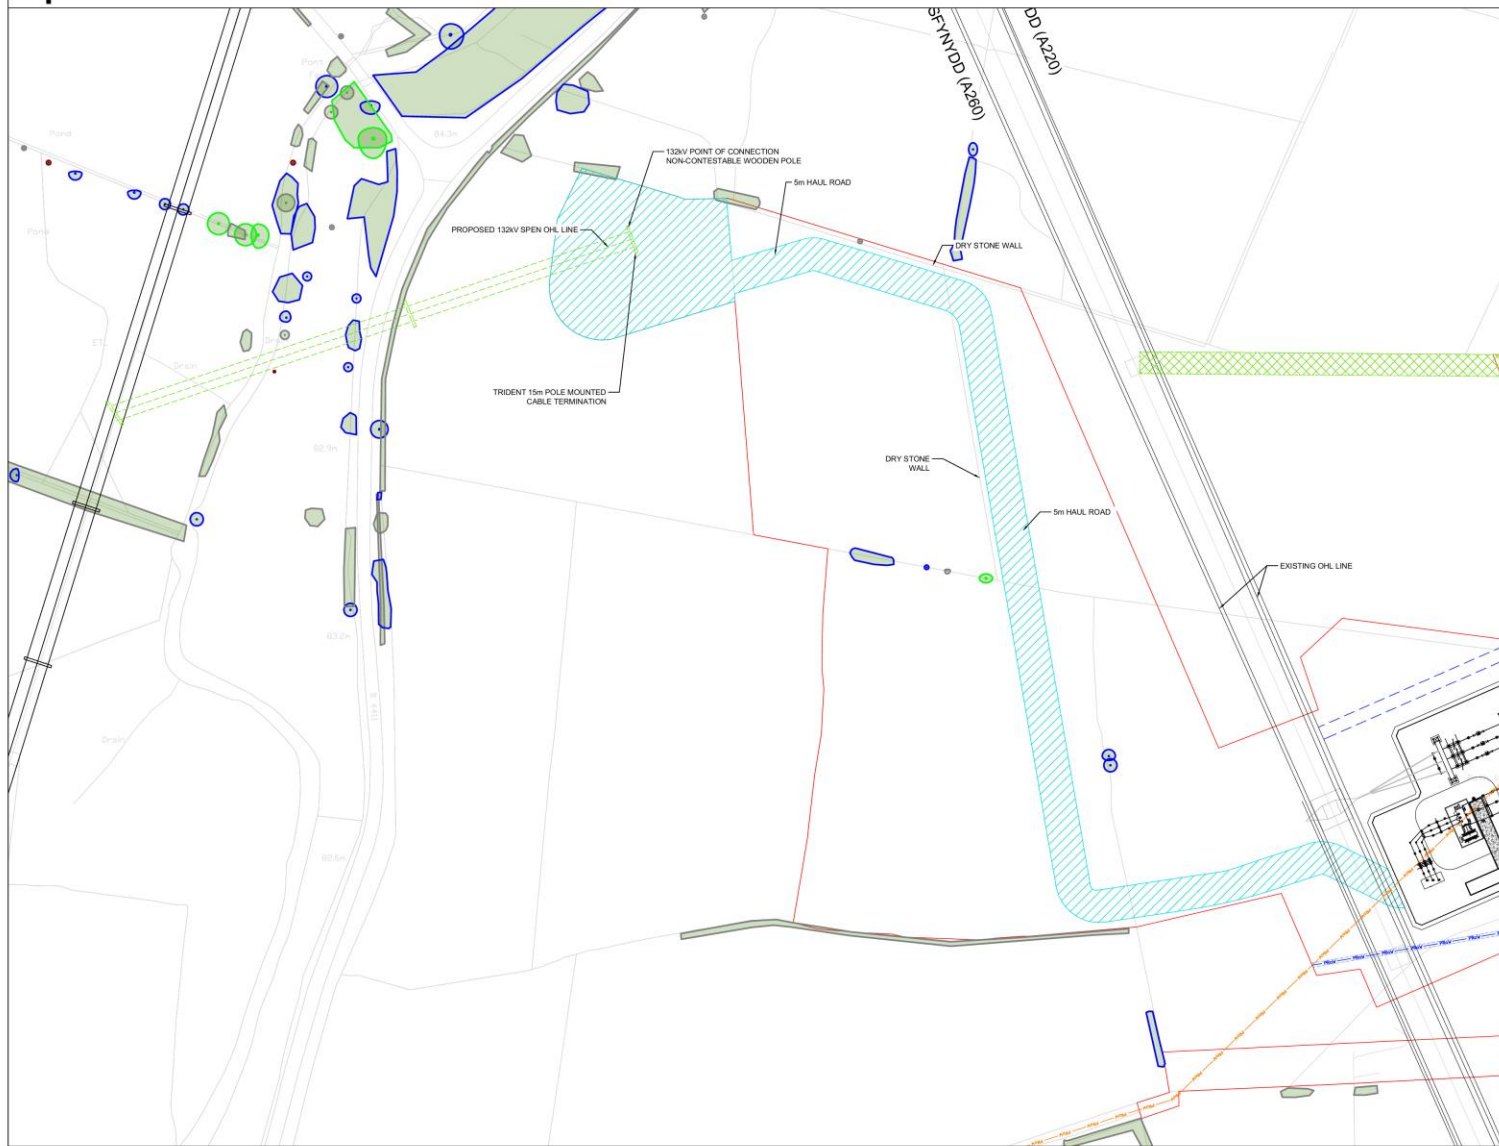 SFYNYDD (A260)
DD (A220)
Pond
84.3m
132kV POINT OF CONNECTION
NON-CONTESTABLE WOODEN POLE
5m HAUL ROAD
PROPOSED 132kV SPEN OHL LINE
DRY STONE WALL
Pond
ETL
Drain
TRIDENT 15m POLE MOUNTED
CABLE TERMINATION
82.9m
DRY STONE
WALL
5m HAUL ROAD
EXISTING OHL LINE
83.2m
Drain
82.6m